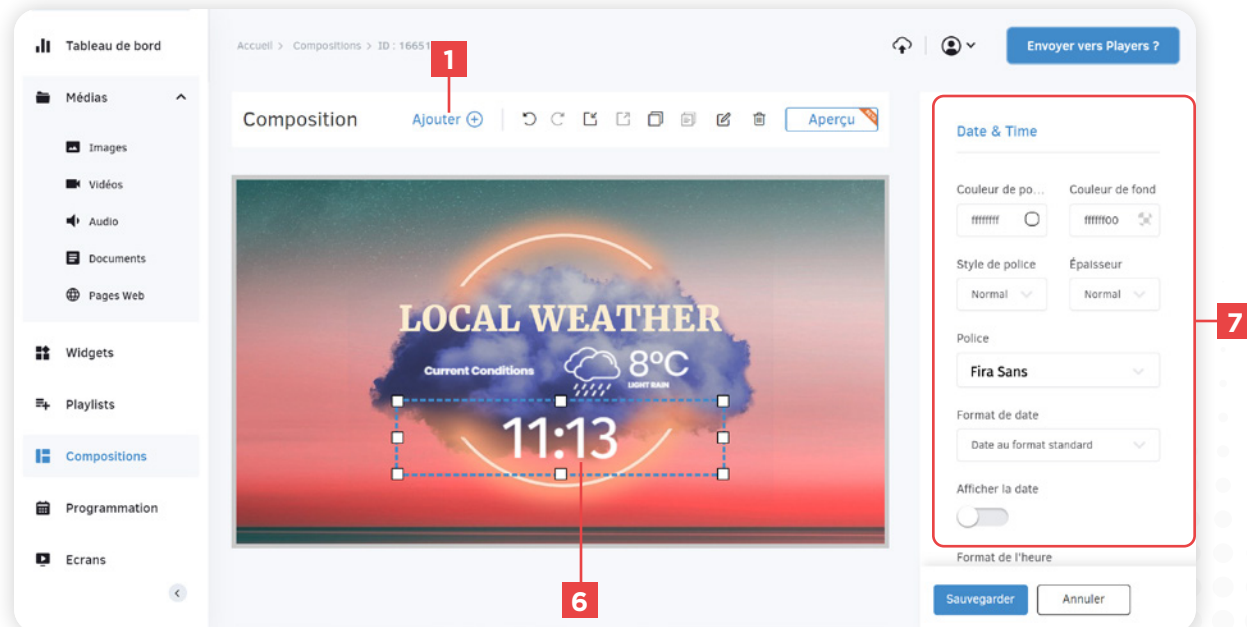 Tableau de bord
Médias
Images
Vidéos
Audio
Documents
Pages Web
Widgets
Playlists
Compositions
Programmation
Ecrans
Accueil > Compositions > ID : 16651
1
Envoyer vers Players ?
Composition Ajouter Aperçu
LOCAL WEATHER
Current Conditions 8°C
LIGHT RAIN
11:13
6
Date & Time
Couleur de po... Couleur de fond
ffffffff ffffff00
Style de police Épaisseur
Normal Normal
Police
Fira Sans
Format de date
Date au format standard
Afficher la date
Format de l'heure
Sauvegarder Annuler
7